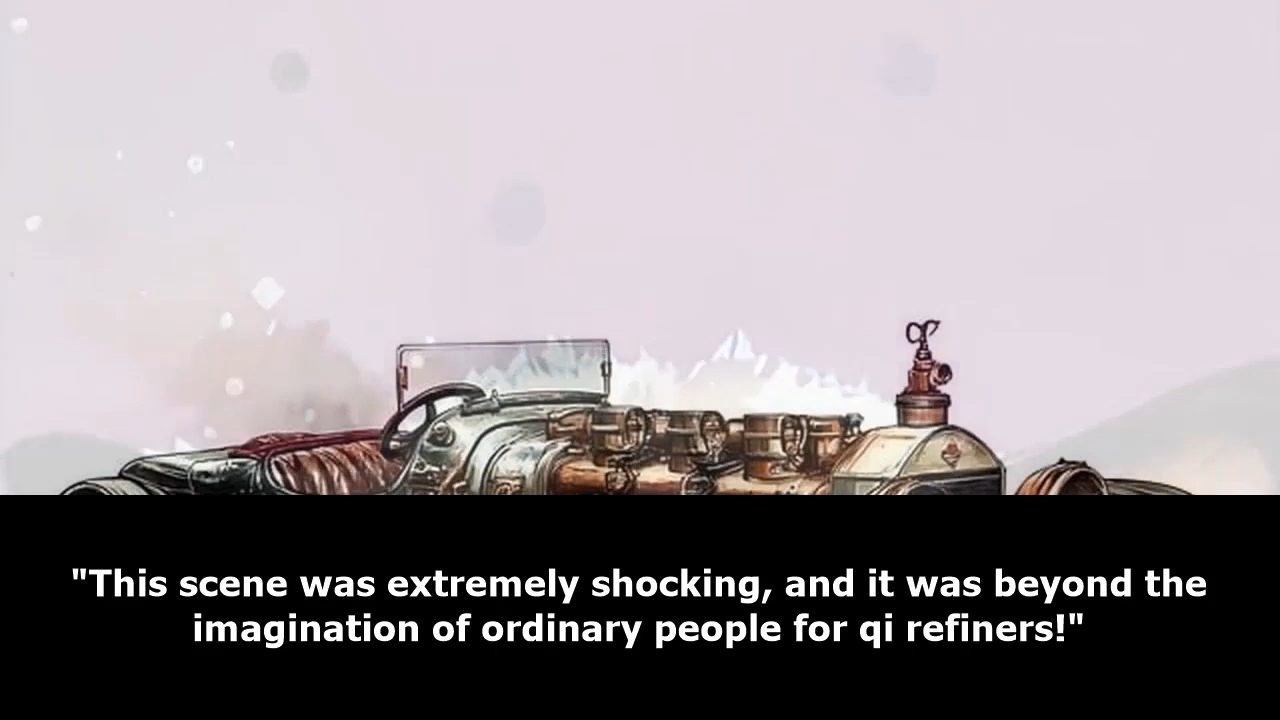 "This scene was extremely shocking, and it was beyond the
imagination of ordinary people for qi refiners!"